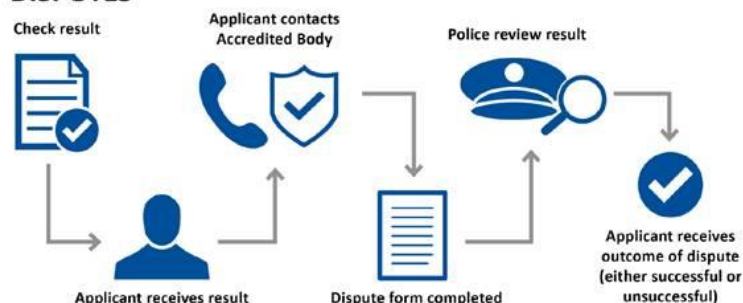 DISPUTES
Check result
Applicant receives result
Applicant contacts
Accredited Body
Dispute form completed
Police review result
Applicant receives
outcome of dispute
(either successful or
unsuccessful)